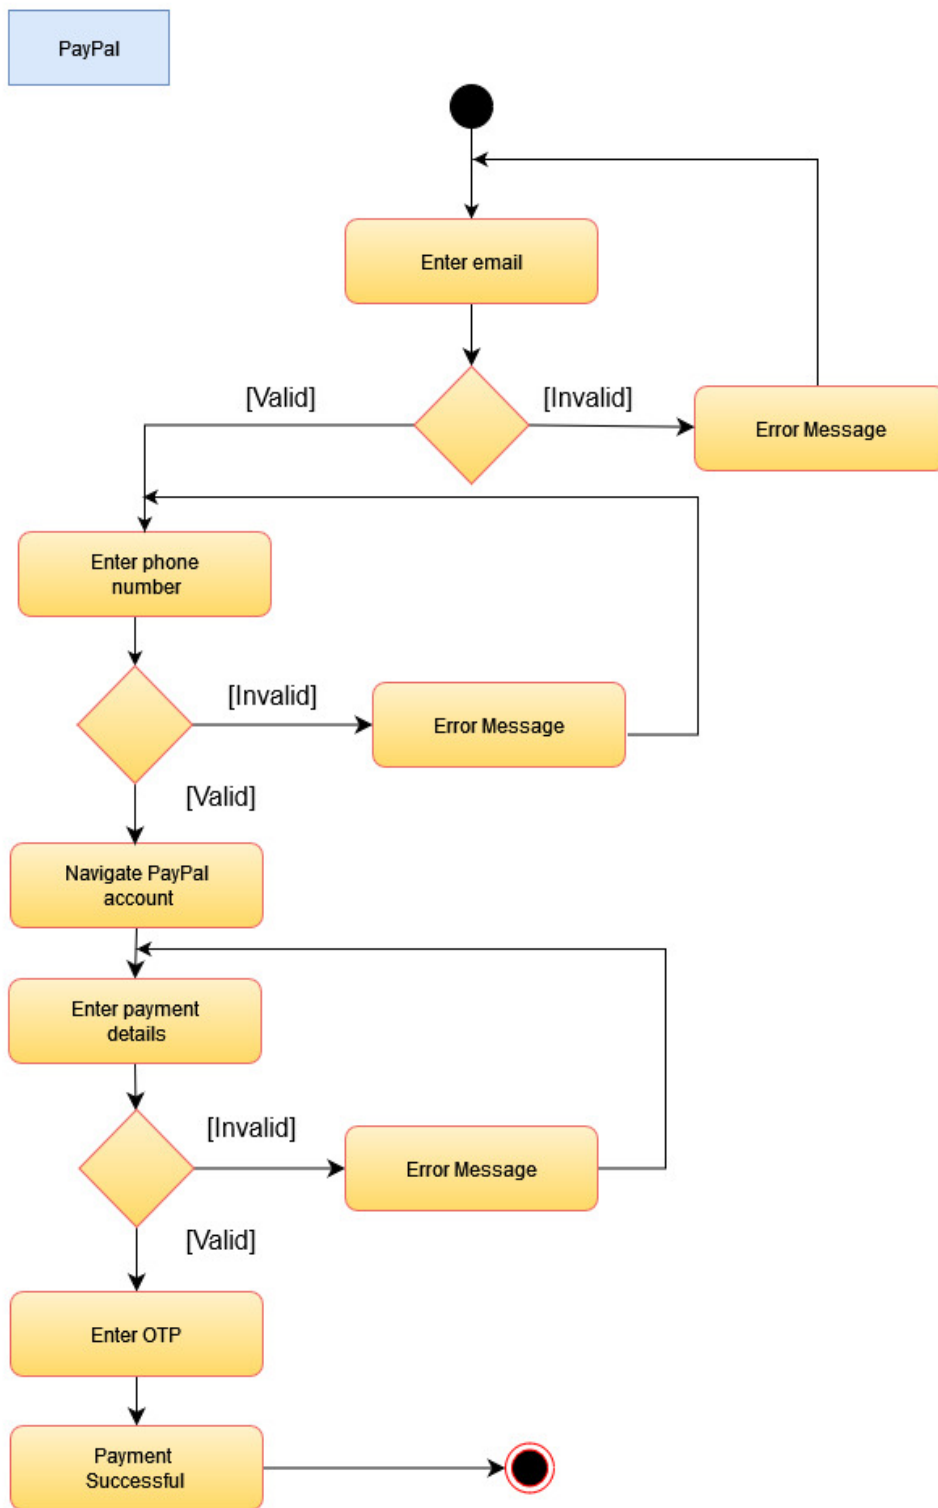 PayPal
Enter email
[Valid]
[Invalid]
Error Message
Enter phone
number
[Invalid]
Error Message
[Valid]
Navigate PayPal
account
Enter payment
details
[Invalid]
Error Message
[Valid]
Enter OTP
Payment
Successful